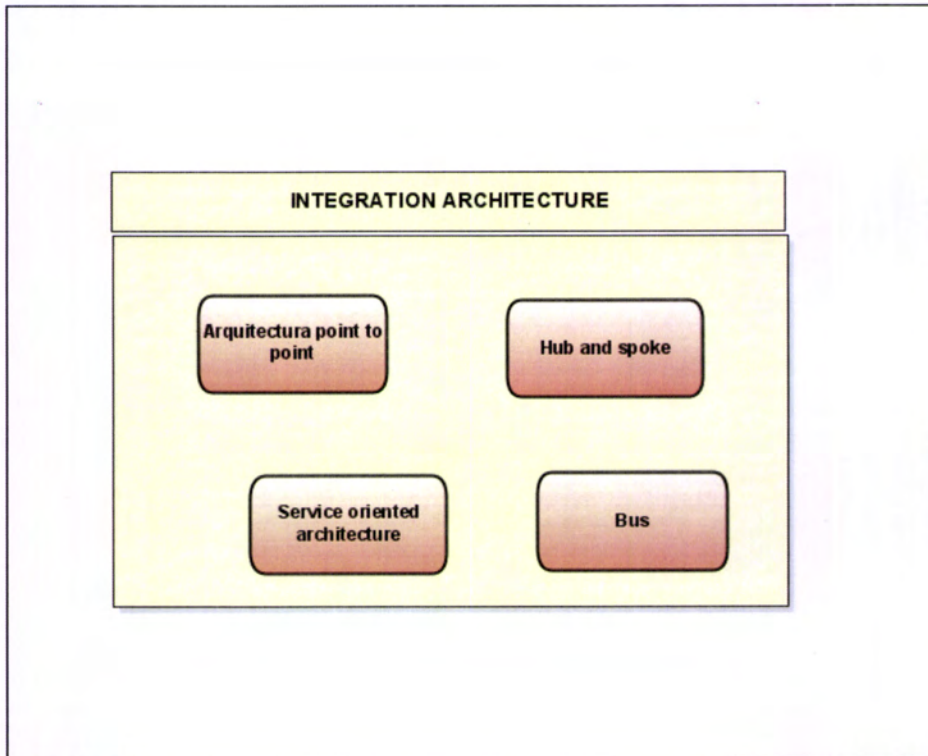 INTEGRATION ARCHITECTURE
Arquitectura point to
point
Hub and spoke
Service oriented
architecture
Bus